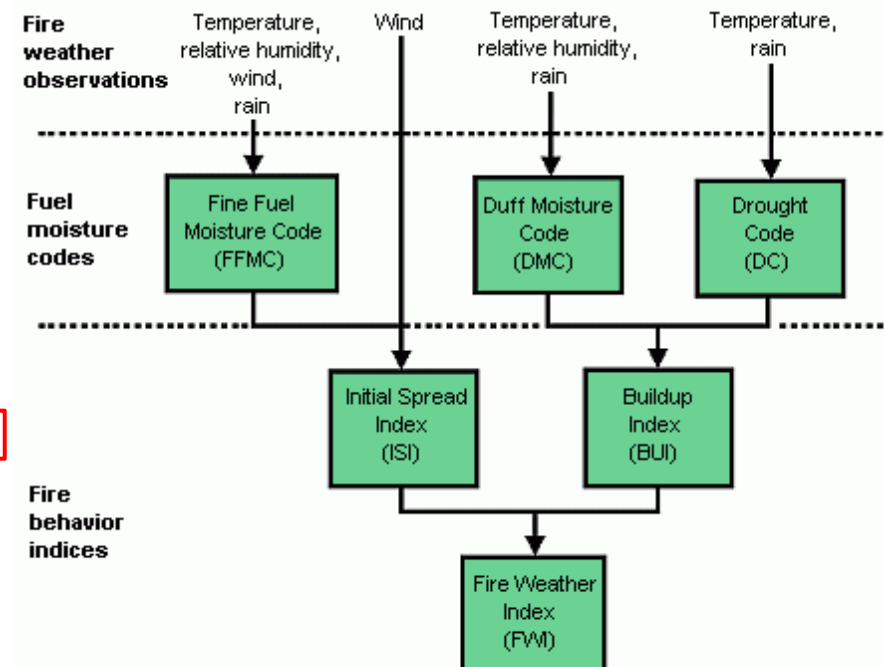 Fire
weather
observations
Temperature,
relative humidity,
wind,
rain
Wind
Temperature,
relative humidity,
rain
Temperature,
rain
Fuel
moisture
codes
Fine Fuel
Moisture Code
(FFMC)
Duff Moisture
Code
(DMC)
Drought
Code
(DC)
Initial Spread
Index
(ISI)
Buildup
Index
(BUI)
Fire
behavior
indices
Fire Weather
Index
(FWI)